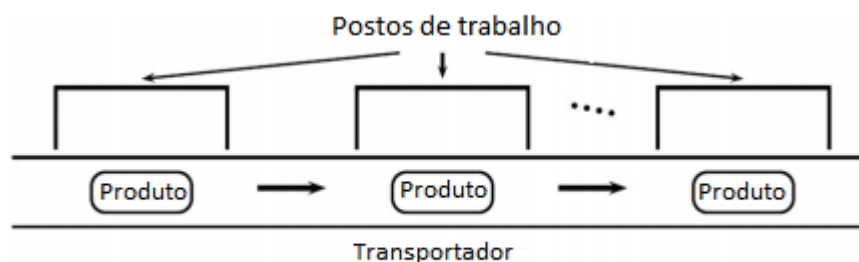 Postos de trabalho
Produto
Produto
Produto
Transportador